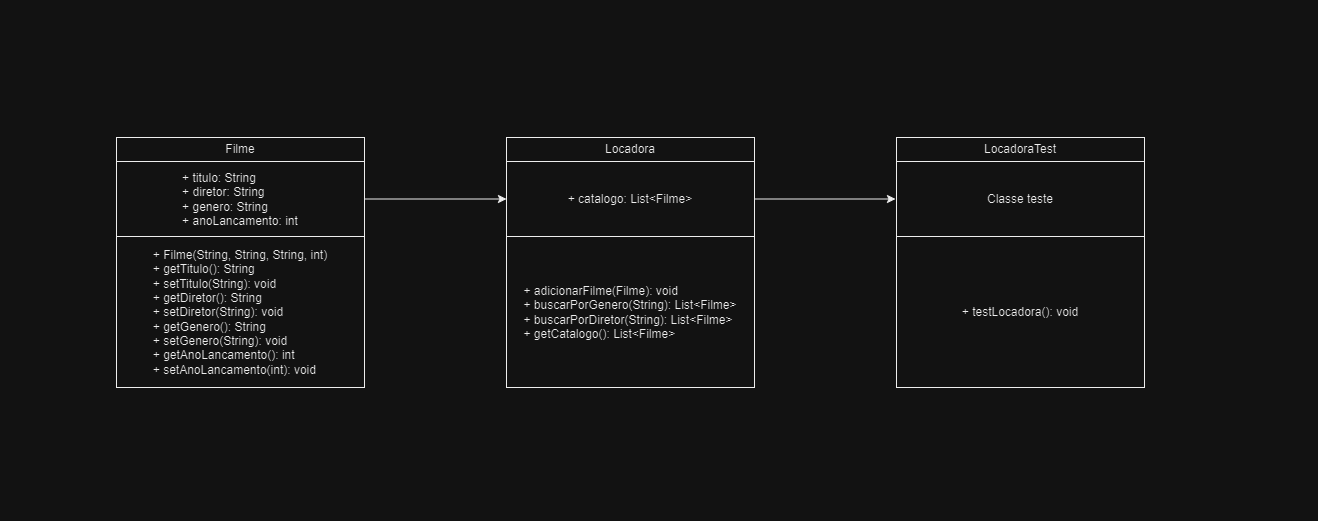 Filme
+ titulo: String
+ diretor: String
+ genero: String
+ anoLancamento: int
+ Filme(String, String, String, int)
+ getTitulo(): String
+ setTitulo(String): void
+ getDiretor(): String
+ setDiretor(String): void
+ getGenero(): String
+ setGenero(String): void
+ getAnoLancamento(): int
+ setAnoLancamento(int): void
Locadora
+ catalogo: List<Filme>
+ adicionarFilme(Filme): void
+ buscarPorGenero(String): List<Filme>
+ buscarPorDiretor(String): List<Filme>
+ getCatalogo(): List<Filme>
LocadoraTest
Classe teste
+ testLocadora(): void